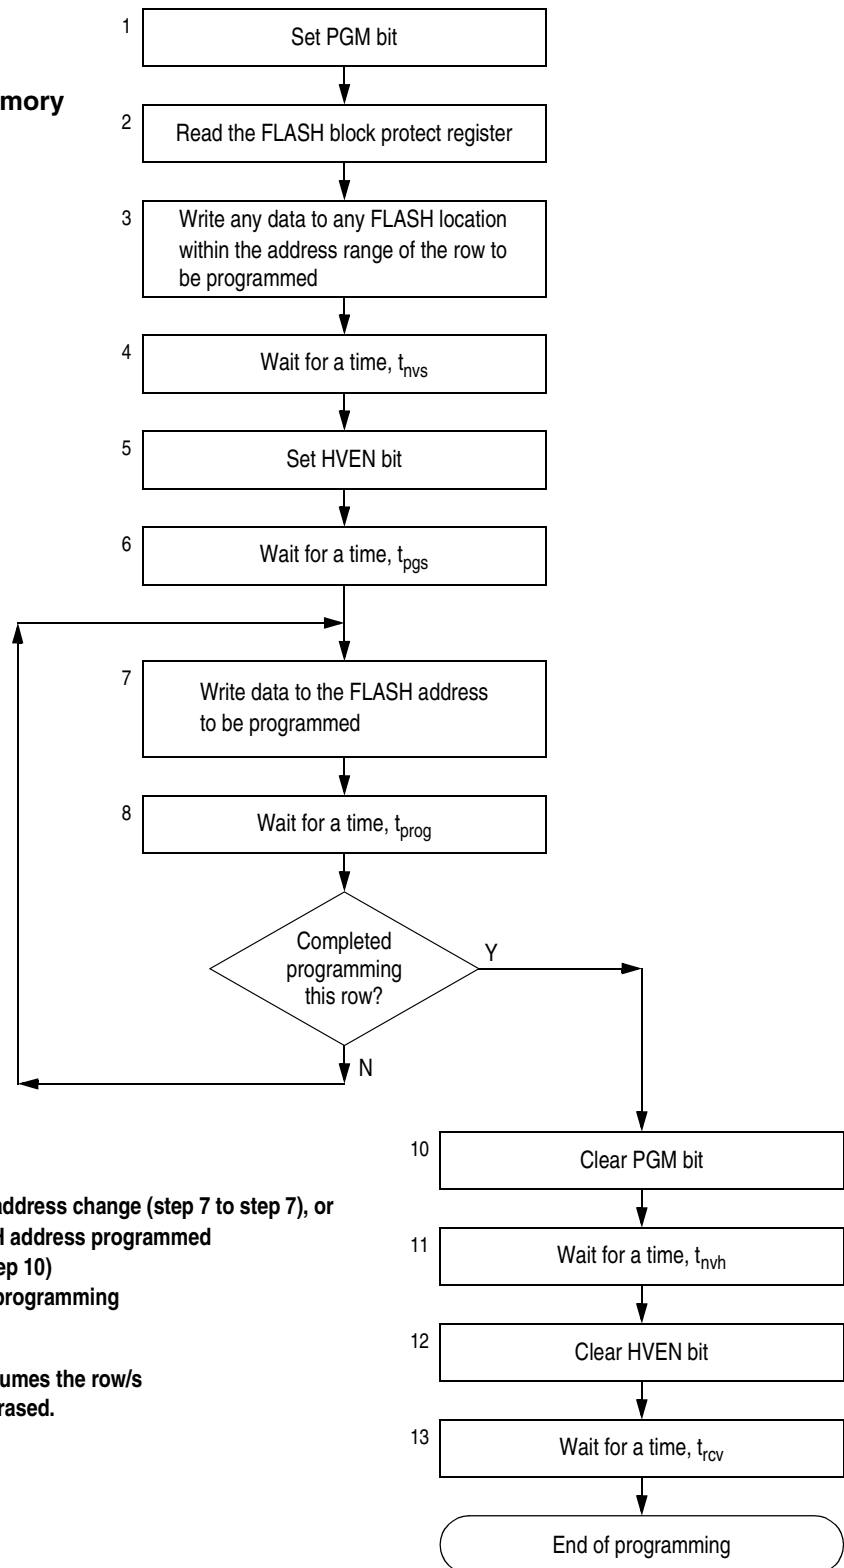 1
Set PGM bit
mory
2
Read the FLASH block protect register
3
Write any data to any FLASH location
within the address range of the row to
be programmed
4
Wait for a time, tnvs
5
Set HVEN bit
6
Wait for a time, tpgs
7
Write data to the FLASH address
to be programmed
8
Wait for a time, tprog
Completed
programming
this row?
Y
N
10
Clear PGM bit
address change (step 7 to step 7), or
H address programmed
ep 10)
programming
11
Wait for a time, tnvh
12
Clear HVEN bit
umes the row/s
rased.
13
Wait for a time, trcv
End of programming